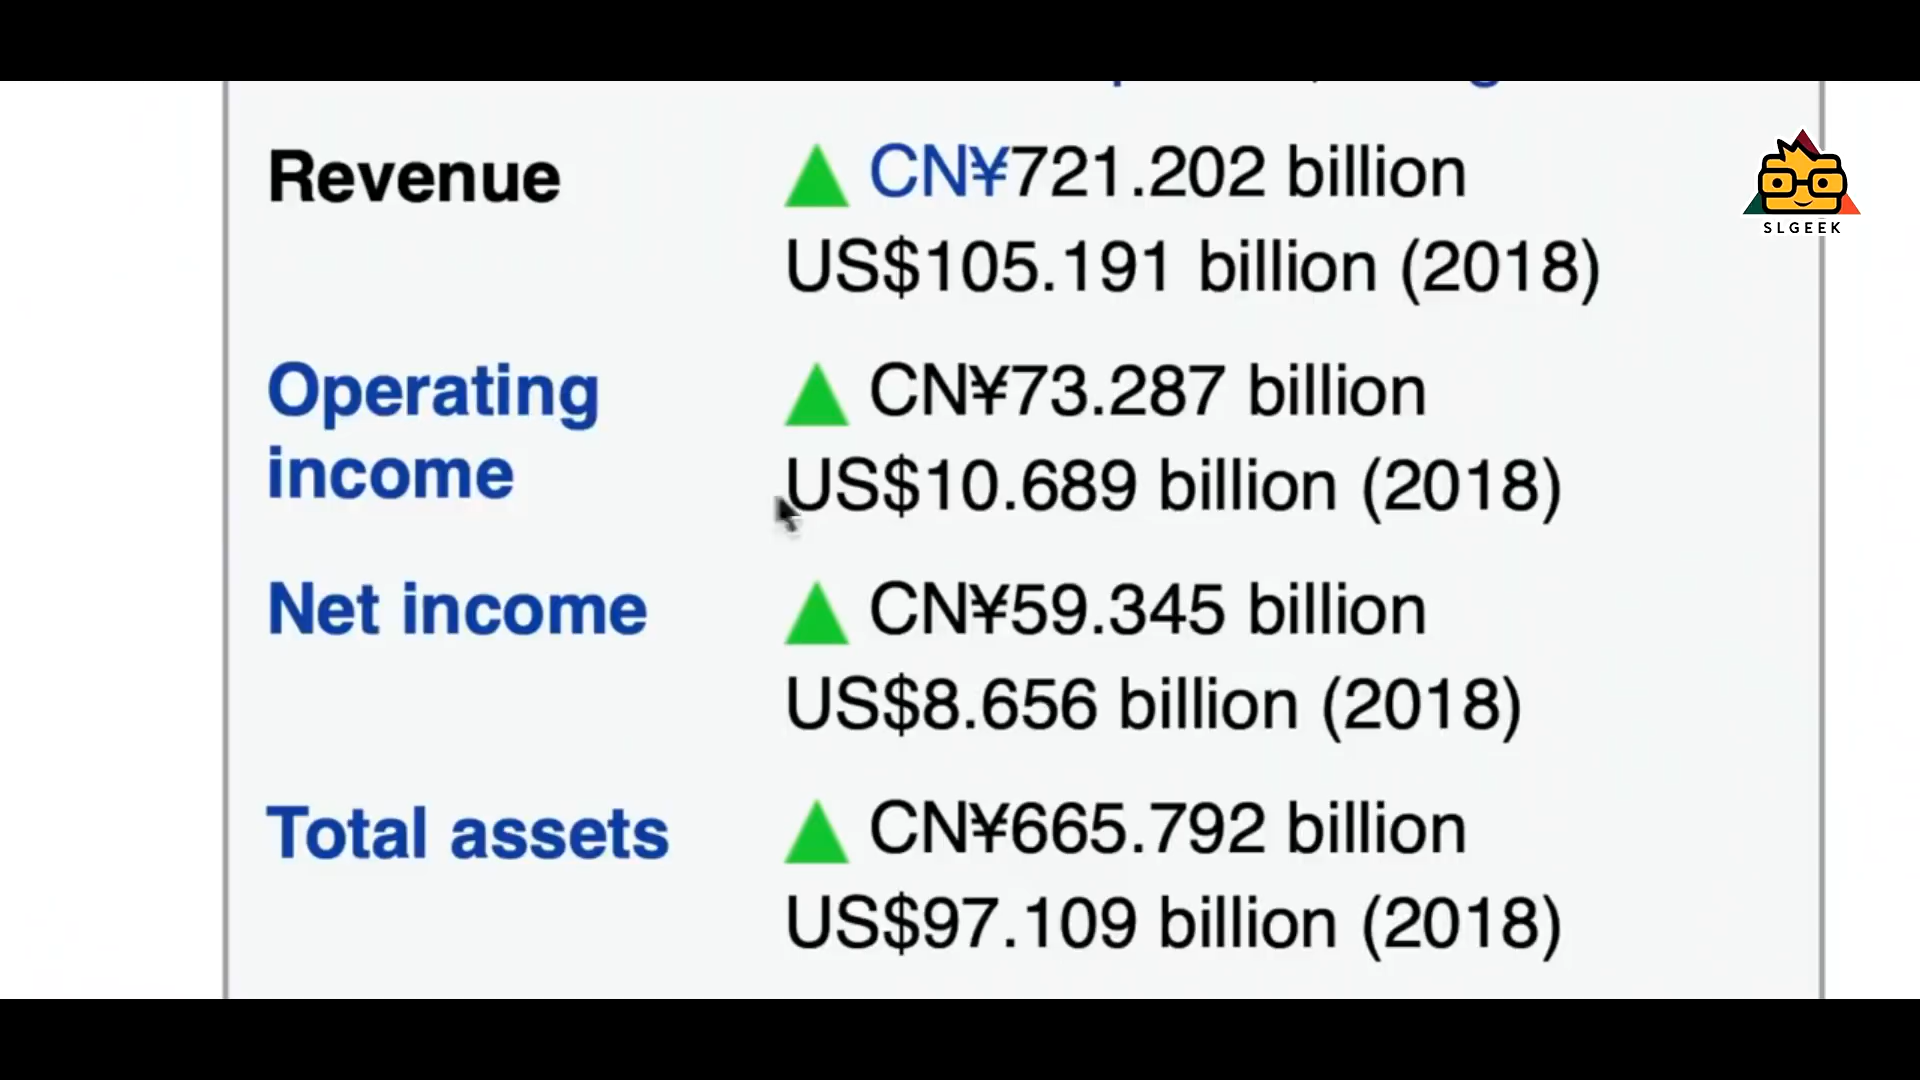 Revenue
CN¥721.202 billion
US$105.191 billion (2018)
Operating
income
CN¥73.287 billion
US$10.689 billion (2018)
Net income
CN¥59.345 billion
US$8.656 billion (2018)
Total assets
CN¥665.792 billion
US$97.109 billion (2018)
SLGEEK